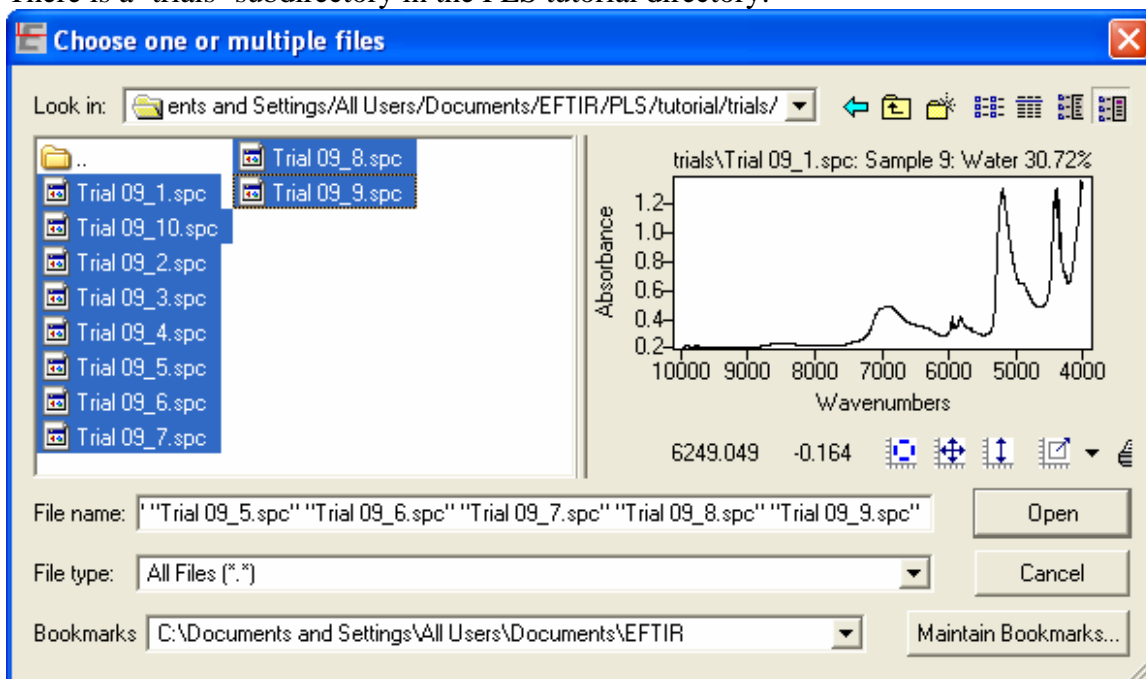 There is a "trials" subdirectory in the PLS tutorial directory.
Choose one or multiple files
Look in: ents and Settings/All Users/Documents/EFTIR/PLS/tutorial/trials/
..
Trial 09_1.spc
Trial 09_10.spc
Trial 09_2.spc
Trial 09_3.spc
Trial 09_4.spc
Trial 09_5.spc
Trial 09_6.spc
Trial 09_7.spc
Trial 09_8.spc
Trial 09_9.spc
trials\Trial 09_1.spc: Sample 9: Water 30.72%
Absorbance
1.2
1.0
0.8
0.6
0.4
0.2
10000 9000 8000 7000 6000 5000 4000
Wavenumbers
6249.049 -0.164
File name: ' "Trial 09_5.spc" "Trial 09_6.spc" "Trial 09_7.spc" "Trial 09_8.spc" "Trial 09_9.spc"
Open
File type: All Files (*.*)
Cancel
Bookmarks C:\Documents and Settings\All Users\Documents\EFTIR
Maintain Bookmarks...